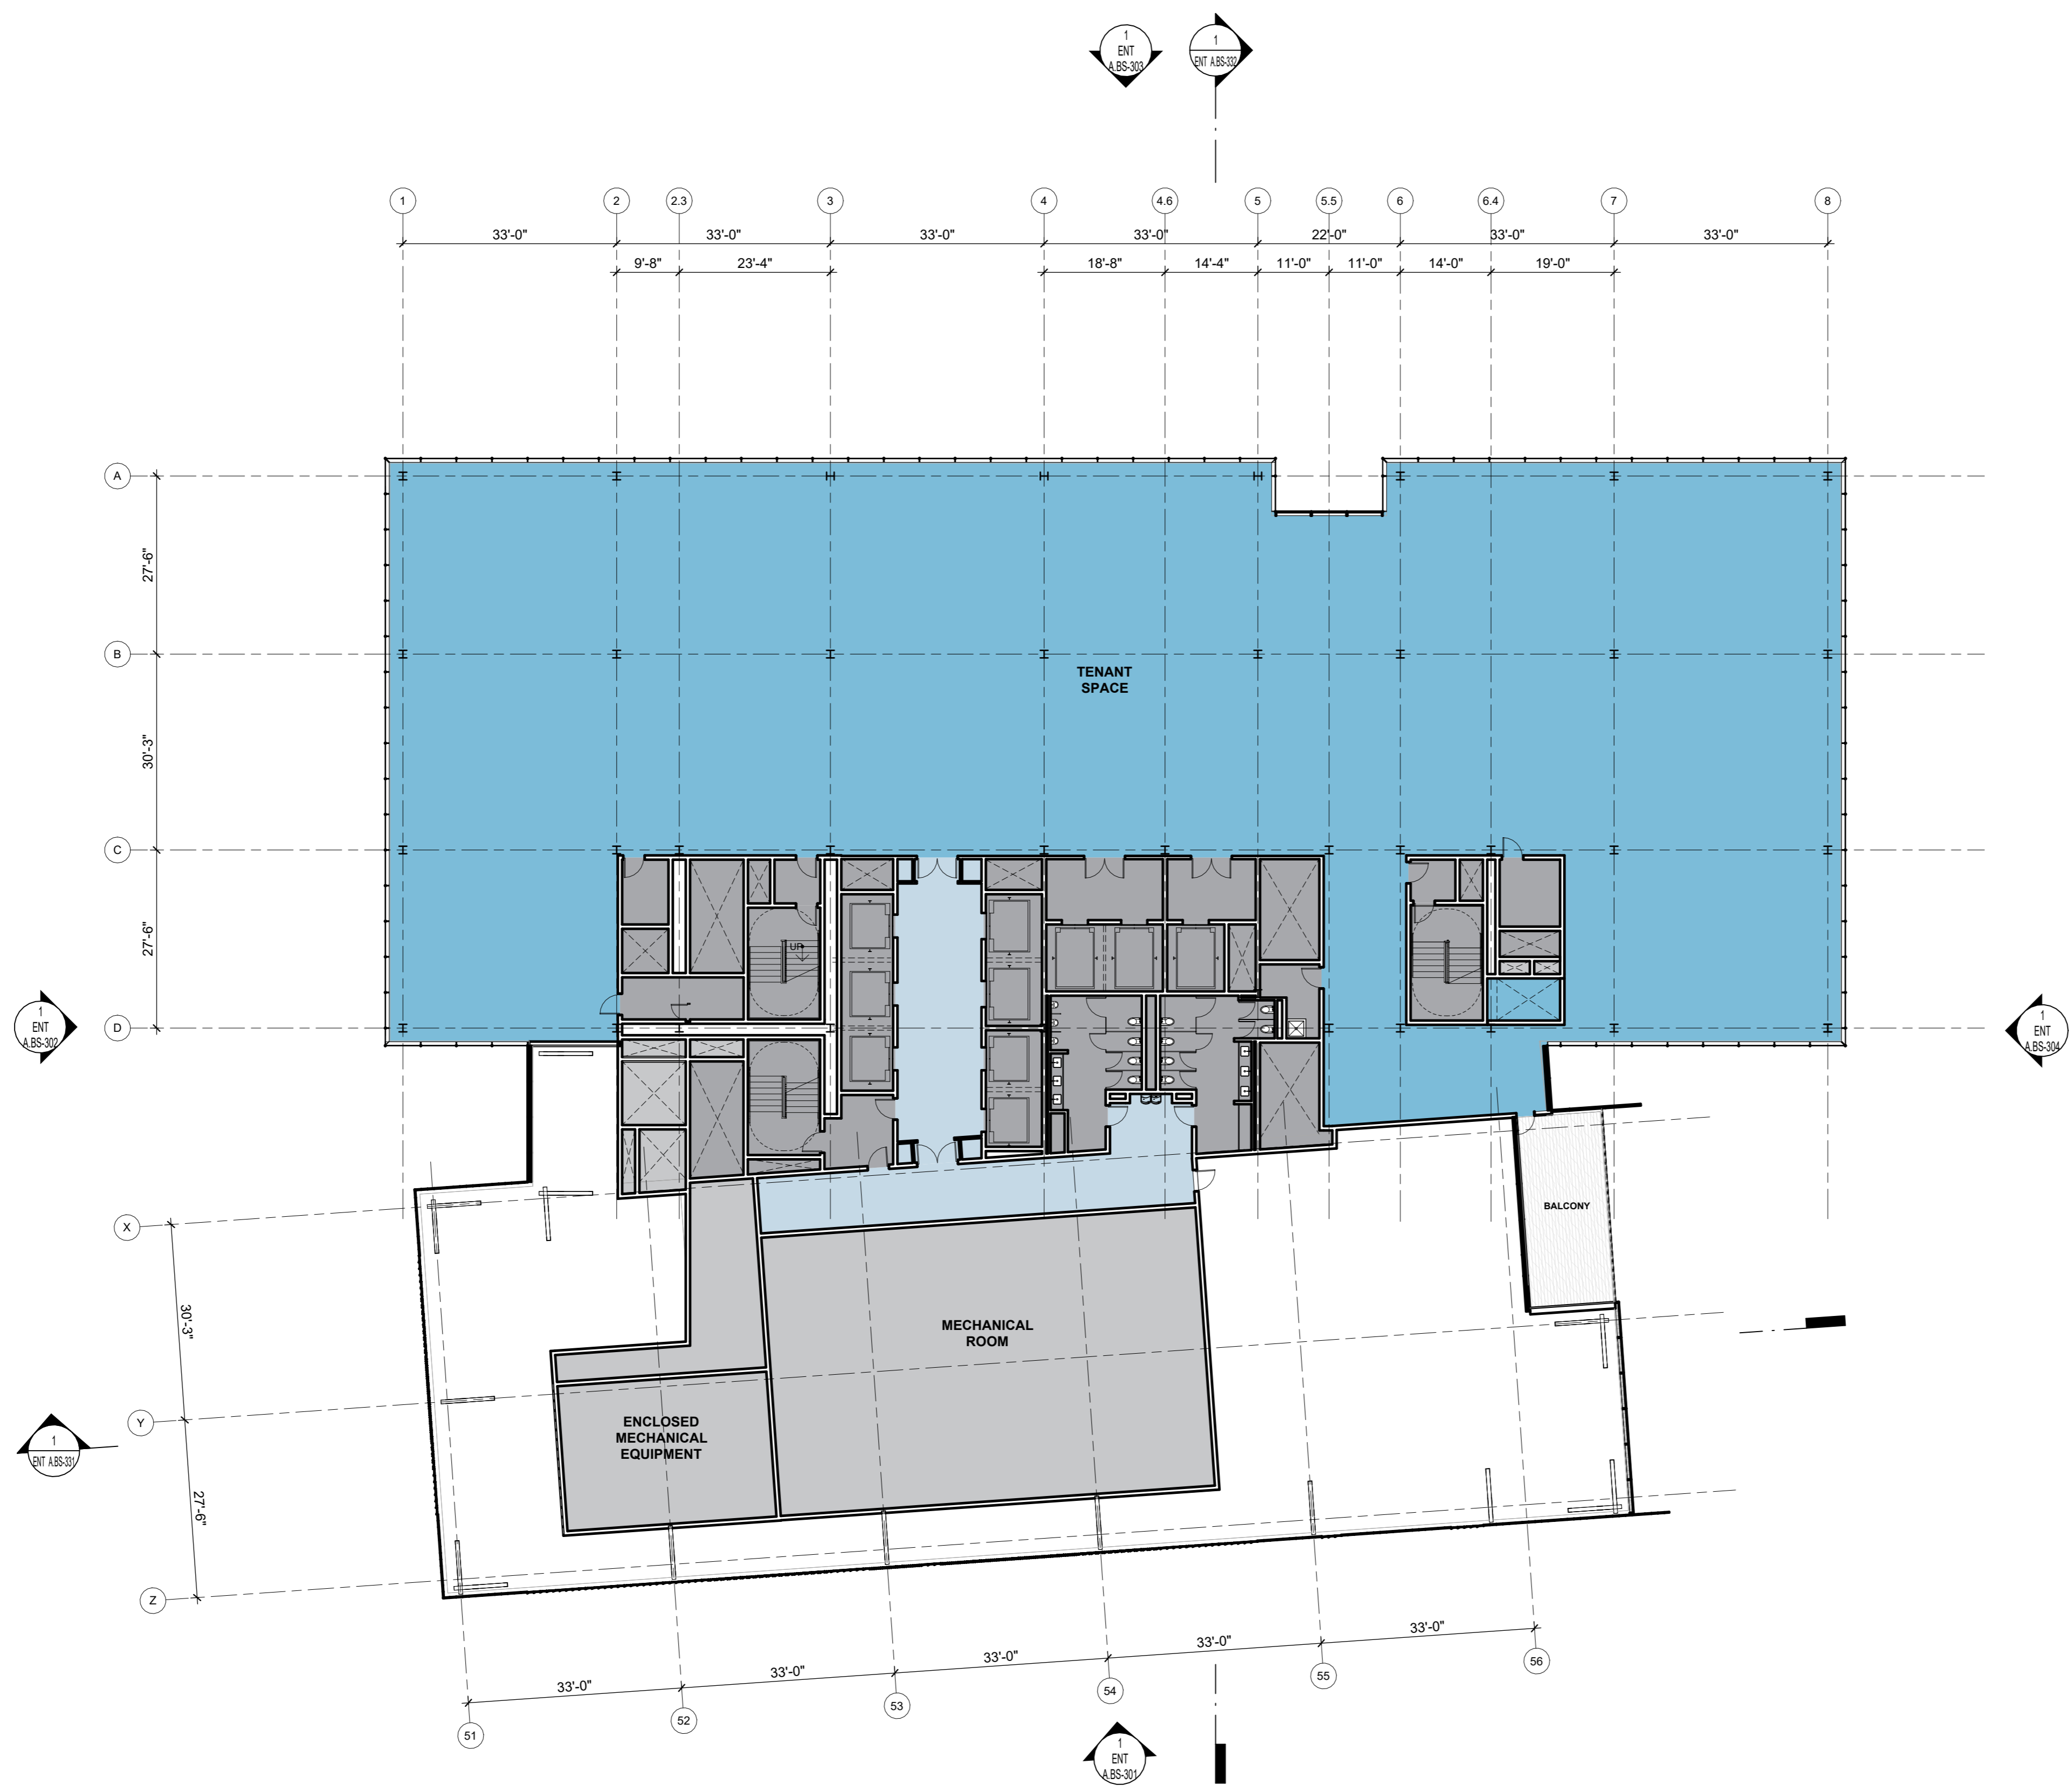 1
ENT
A.BS-303
1
ENT A.BS-332
1
2
2.3
3
4
4.6
5
5.5
6
6.4
7
8
33'-0"
33'-0"
33'-0"
33'-0"
22'-0"
33'-0"
33'-0"
9'-8"
23'-4"
18'-8"
14'-4"
11'-0"
11'-0"
14'-0"
19'-0"
A
27'-6"
B
TENANT
SPACE
30'-3"
C
27'-6"
UP
D
1
ENT
A.BS-302
1
ENT
A.BS-304
BALCONY
X
30'-3"
MECHANICAL
ROOM
Y
ENCLOSED
MECHANICAL
EQUIPMENT
1
ENT A.BS-331
27'-6"
Z
33'-0"
33'-0"
33'-0"
33'-0"
33'-0"
51
52
53
54
55
56
1
ENT
A.BS-301